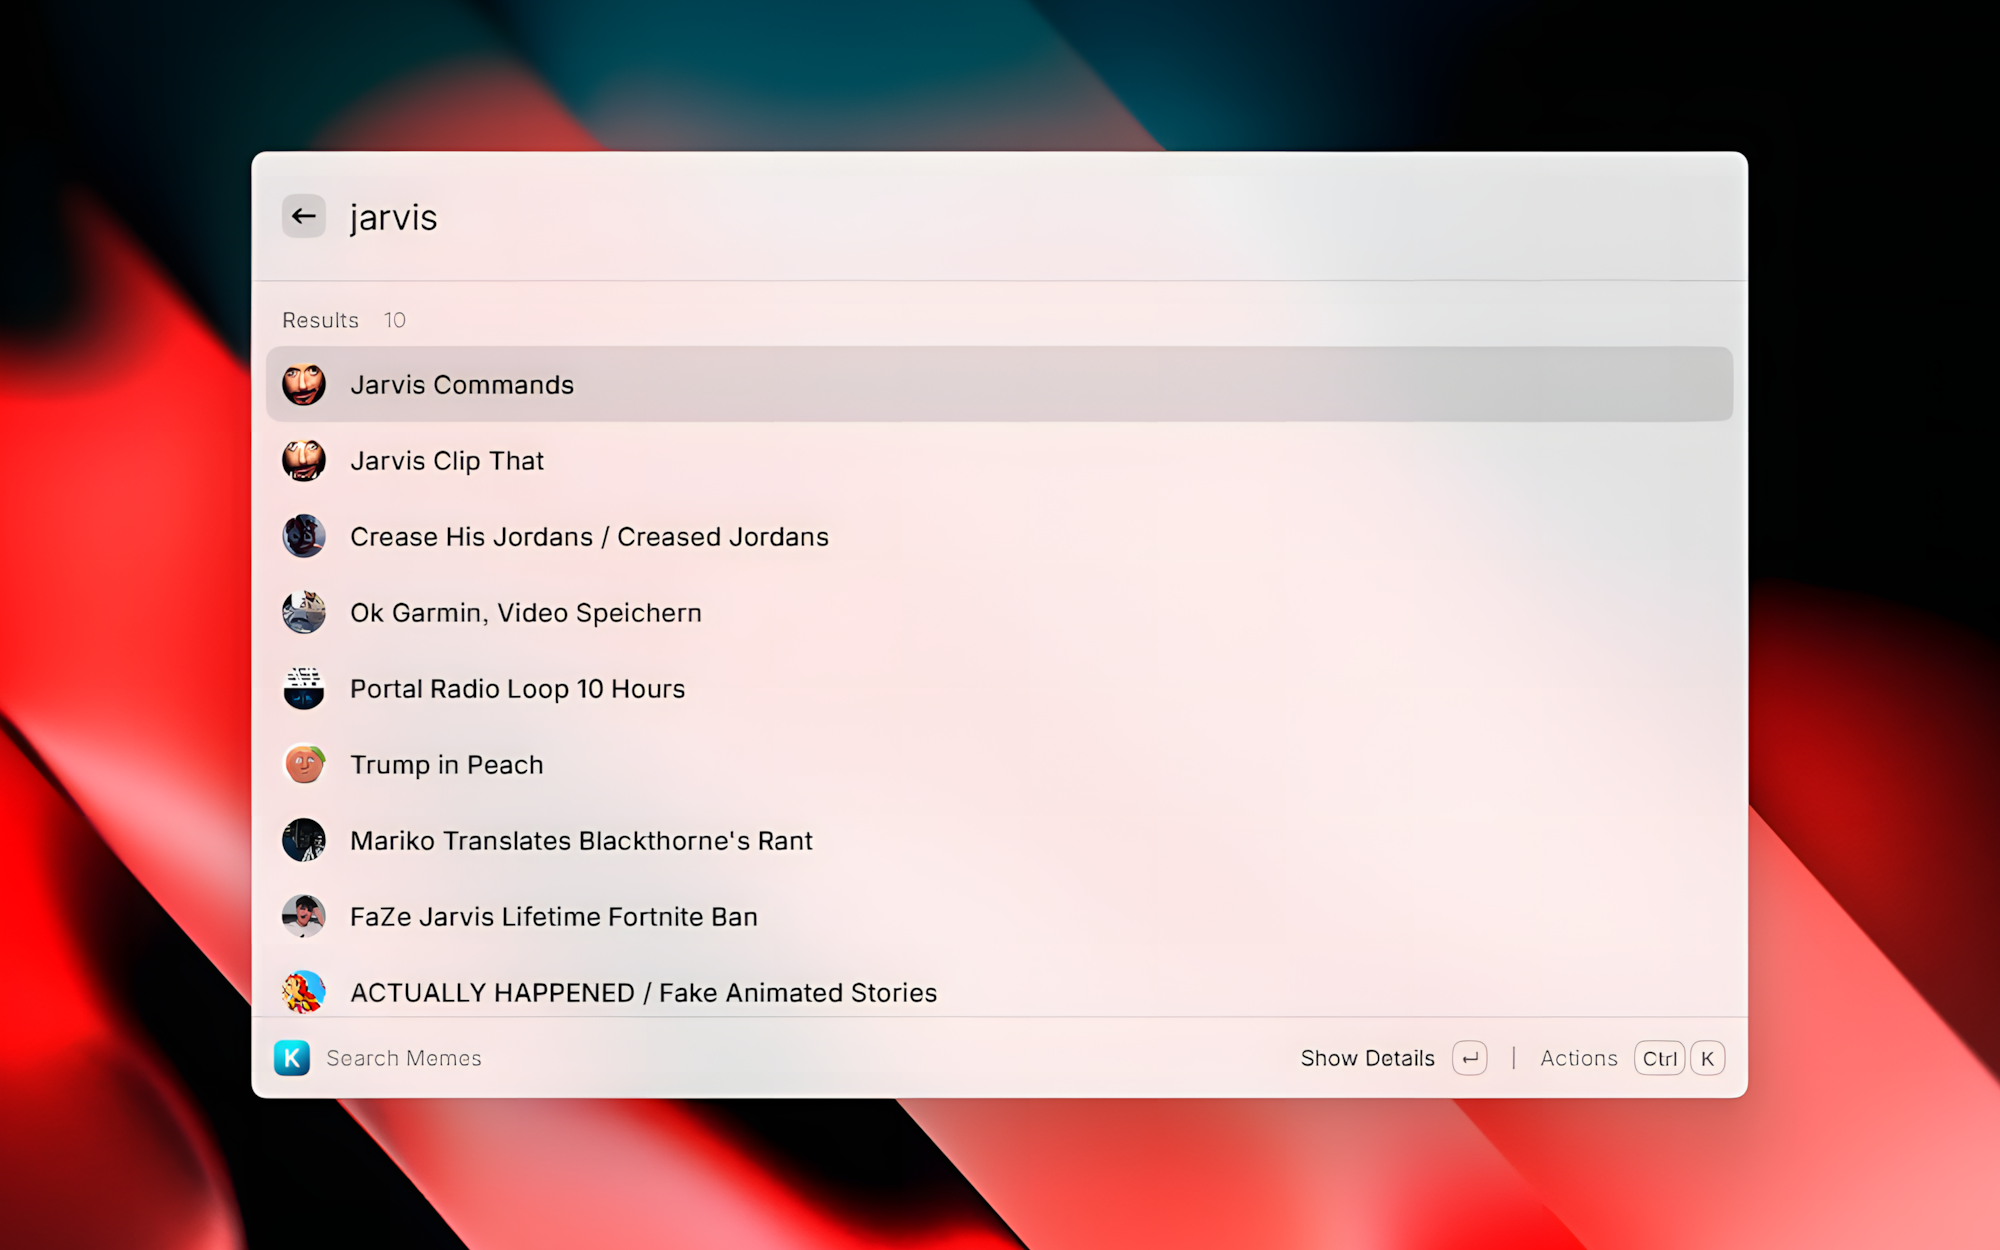 jarvis
Results 10
Jarvis Commands
Jarvis Clip That
Crease His Jordans / Creased Jordans
Ok Garmin, Video Speichern
Portal Radio Loop 10 Hours
Trump in Peach
Mariko Translates Blackthorne's Rant
FaZe Jarvis Lifetime Fortnite Ban
ACTUALLY HAPPENED / Fake Animated Stories
K Search Memes Show Details | Actions Ctrl K